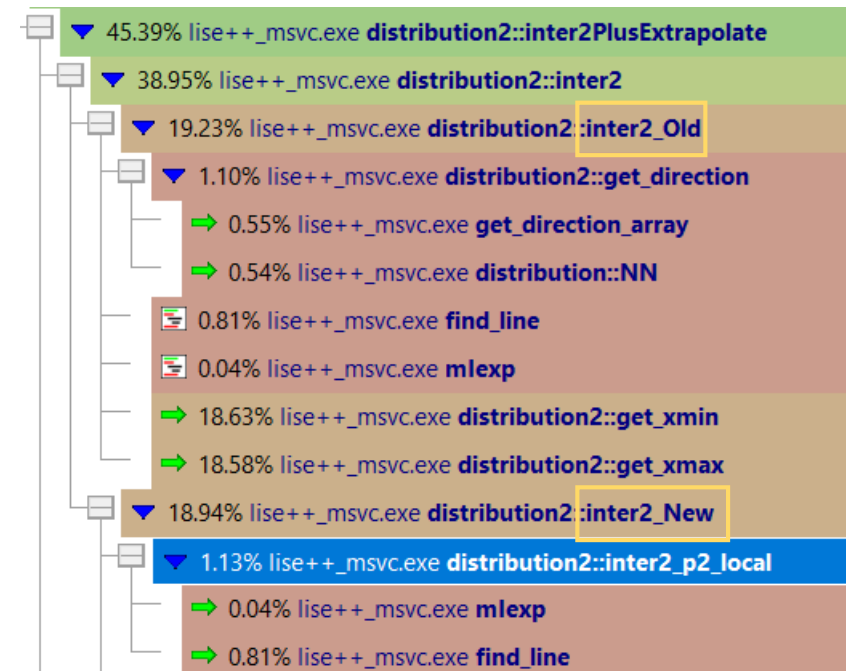 45.39% lise++_msvc.exe distribution2::inter2PlusExtrapolate
38.95% lise++_msvc.exe distribution2::inter2
19.23% lise++_msvc.exe distribution2::inter2_Old
1.10% lise++_msvc.exe distribution2::get_direction
0.55% lise++_msvc.exe get_direction_array
0.54% lise++_msvc.exe distribution::NN
0.81% lise++_msvc.exe find_line
0.04% lise++_msvc.exe mlexp
18.63% lise++_msvc.exe distribution2::get_xmin
18.58% lise++_msvc.exe distribution2::get_xmax
18.94% lise++_msvc.exe distribution2::inter2_New
1.13% lise++_msvc.exe distribution2::inter2_p2_local
0.04% lise++_msvc.exe mlexp
0.81% lise++_msvc.exe find_line